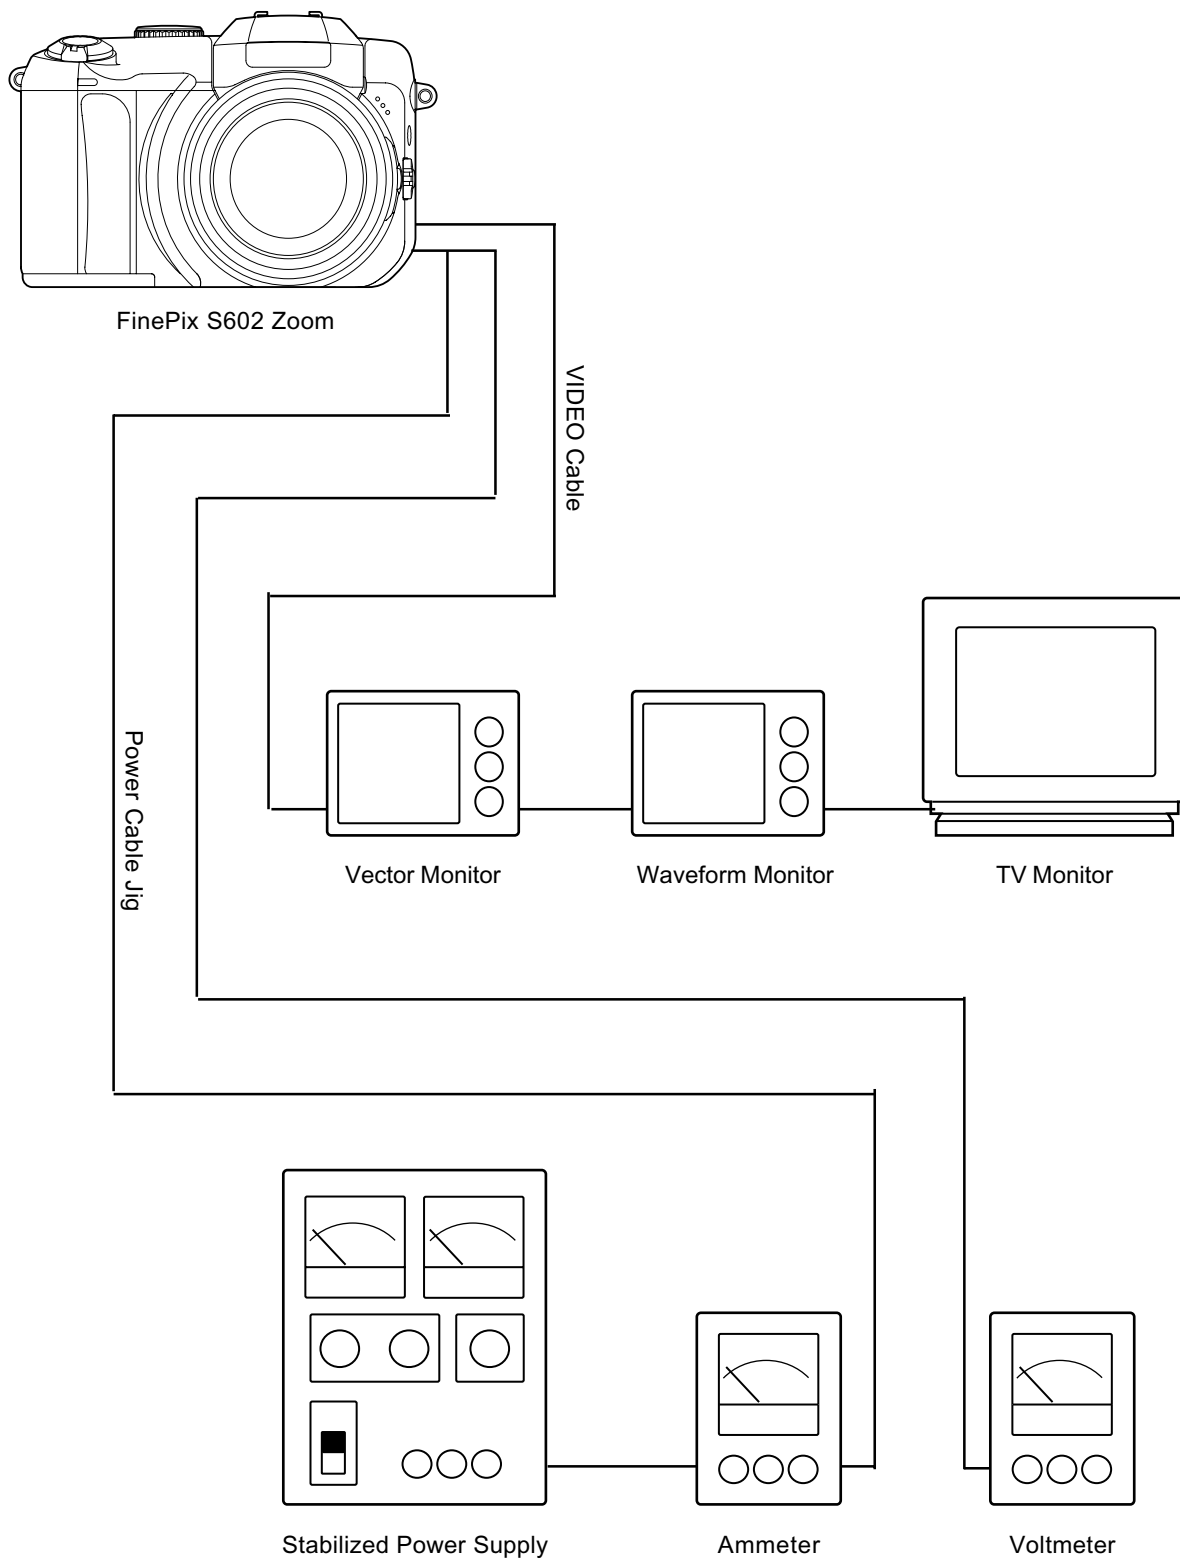 FinePix S602 Zoom
VIDEO Cable
Power Cable Jig
Vector Monitor
Waveform Monitor
TV Monitor
Stabilized Power Supply
Ammeter
Voltmeter